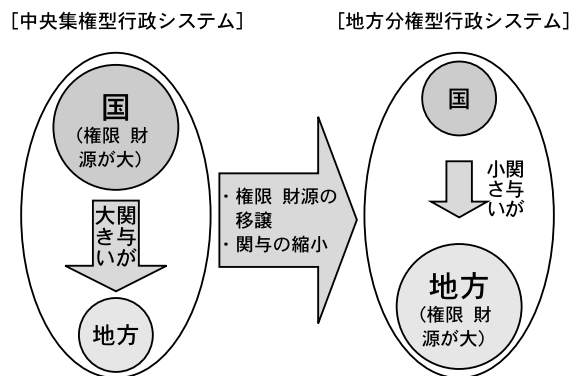 ［中央集権型行政システム］
［地方分権型行政システム］
国
（権限 財
源が大）
関与が
大きい
地方
・権限 財源の
移譲
・関与の縮小
国
関与が
小さい
地方
（権限 財
源が大）